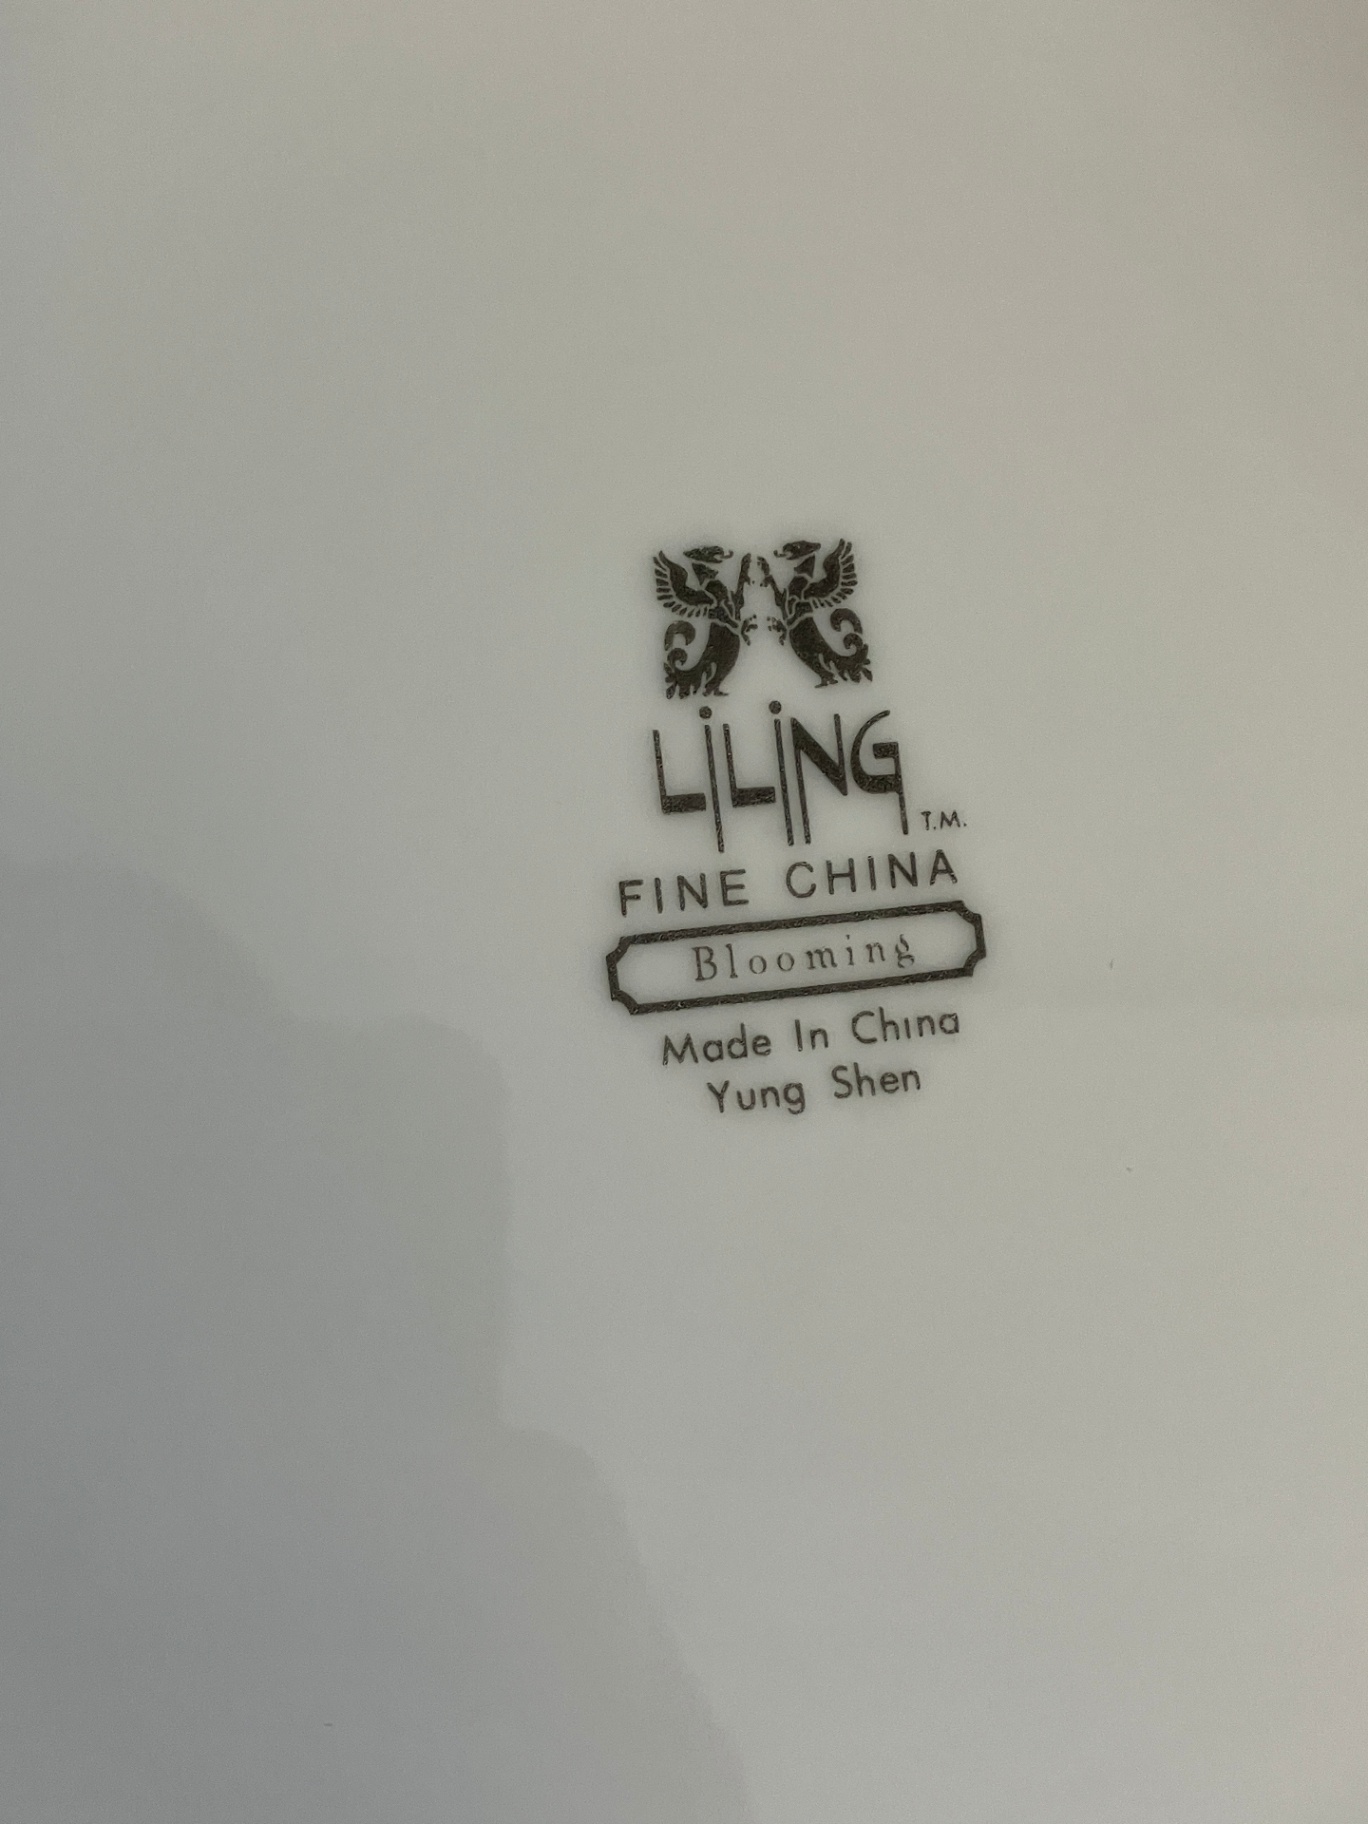 LiLiNG T.M.
FINE CHINA
Blooming
Made In China
Yung Shen